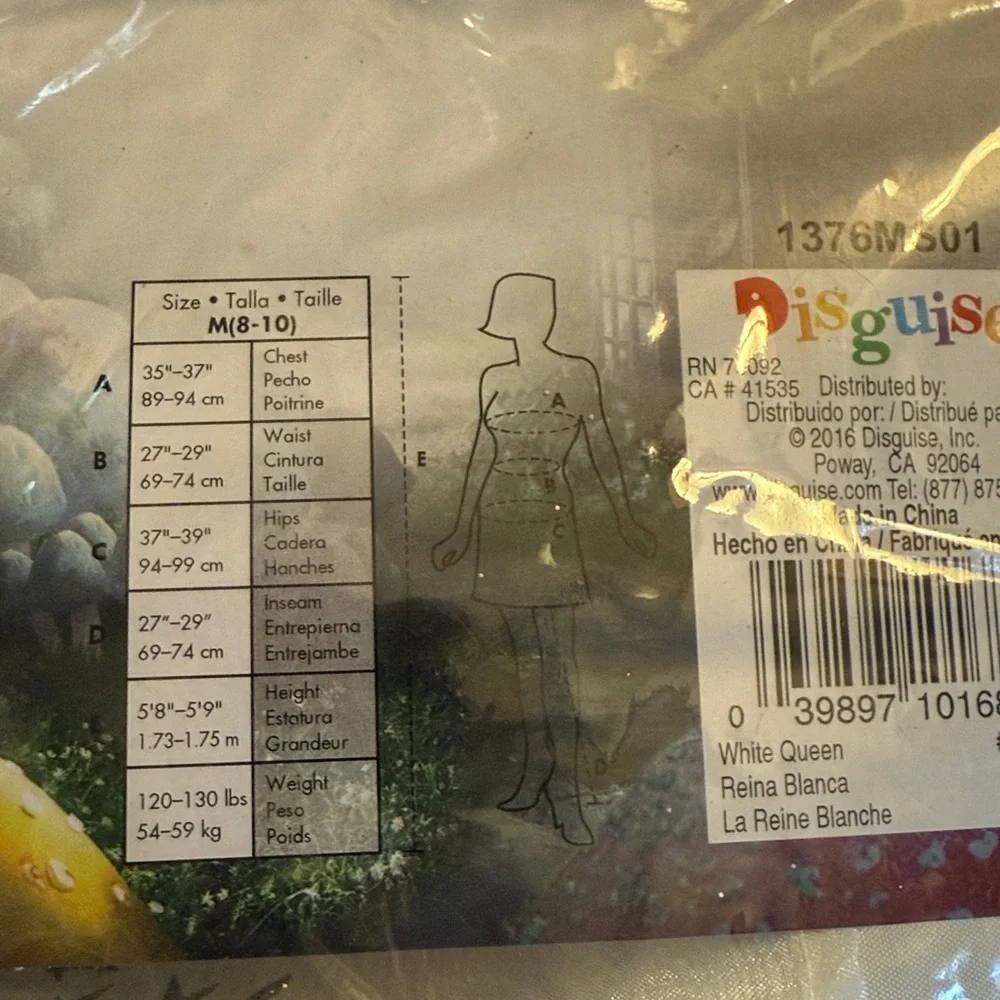 Size • Talla • Taille
M(8-10)
A
35"–37"
89–94 cm
Chest
Pecho
Poitrine
B
27"–29"
69–74 cm
Waist
Cintura
Taille
C
37"–39"
94–99 cm
Hips
Cadera
Hanches
D
27"–29"
69–74 cm
Inseam
Entrepierna
Entrejambe
5'8"–5'9"
1.73–1.75 m
Height
Estatura
Grandeur
120–130 lbs
54–59 kg
Weight
Peso
Poids
E
A
B
C
D
1376MS01
Disguise
RN
CA # 41535 Distributed by:
Distribuido por: / Distribué
© 2016 Disguise, Inc.
Poway, CA 92064
Tel: (877)
in China
Hecho en / Fabriqué
0 39897
White Queen
Reina Blanca
La Reine Blanche